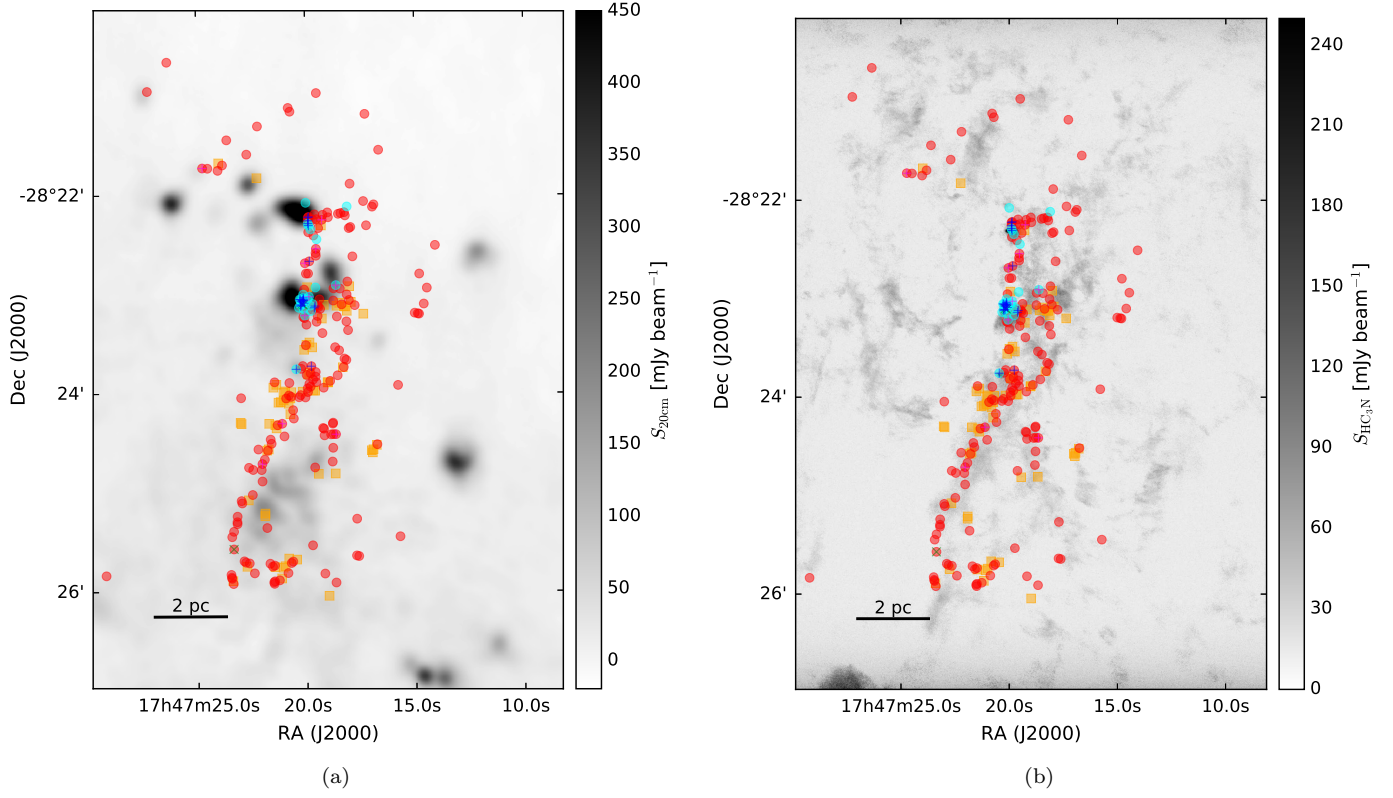 -28°22'
24'
26'
Dec (J2000)
2 pc
17h47m25.0s 20.0s 15.0s 10.0s
RA (J2000)
450
400
350
300
250
200
150
100
50
0
S20cm [mJy beam−1]
(a)
-28°22'
24'
26'
Dec (J2000)
2 pc
17h47m25.0s 20.0s 15.0s 10.0s
RA (J2000)
240
210
180
150
120
90
60
30
0
SHC3N [mJy beam−1]
(b)